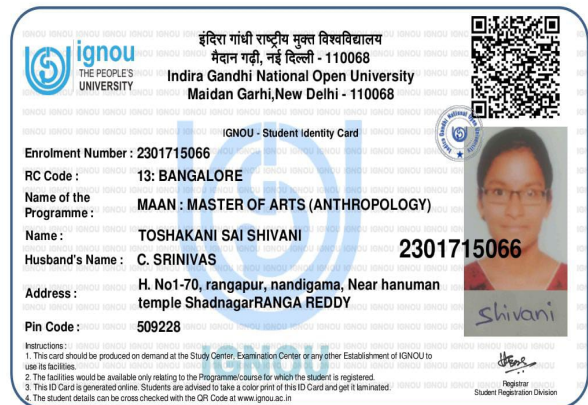 ignou
THE PEOPLE'S
UNIVERSITY
इंदिरा गांधी राष्ट्रीय मुक्त विश्वविद्यालय
मैदान गढ़ी, नई दिल्ली - 110068
Indira Gandhi National Open University
Maidan Garhi,New Delhi - 110068
IGNOU - Student Identity Card
Enrolment Number : 2301715066
RC Code : 13: BANGALORE
Name of the Programme : MAAN : MASTER OF ARTS (ANTHROPOLOGY)
Name : TOSHAKANI SAI SHIVANI
Husband's Name : C. SRINIVAS
2301715066
Address : H. No1-70, rangapur, nandigama, Near hanuman
temple ShadnagarRANGA REDDY
Pin Code : 509228
Shivani
Instructions :
1. This card should be produced on demand at the Study Center, Examination Center or any other Establishment of IGNOU to
use its facilities.
2. The facilities would be available only relating to the Programme/course for which the student is registered.
3. This ID Card is generated online. Students are advised to take a color print of this ID Card and get it laminated.
4. The student details can be cross checked with the QR Code at www.ignou.ac.in
Registrar
Student Registration Division
IGNOU